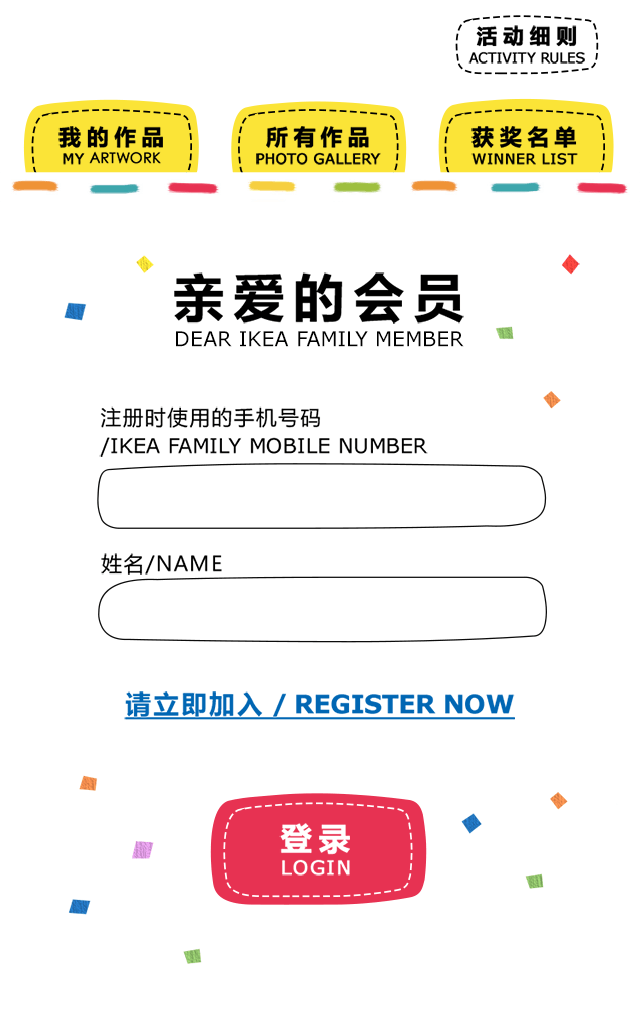 活动细则
ACTIVITY RULES
我的作品
MY ARTWORK
所有作品
PHOTO GALLERY
获奖名单
WINNER LIST
亲爱的会员
DEAR IKEA FAMILY MEMBER
注册时使用的手机号码
/IKEA FAMILY MOBILE NUMBER
姓名/NAME
请立即加入 / REGISTER NOW
登录
LOGIN